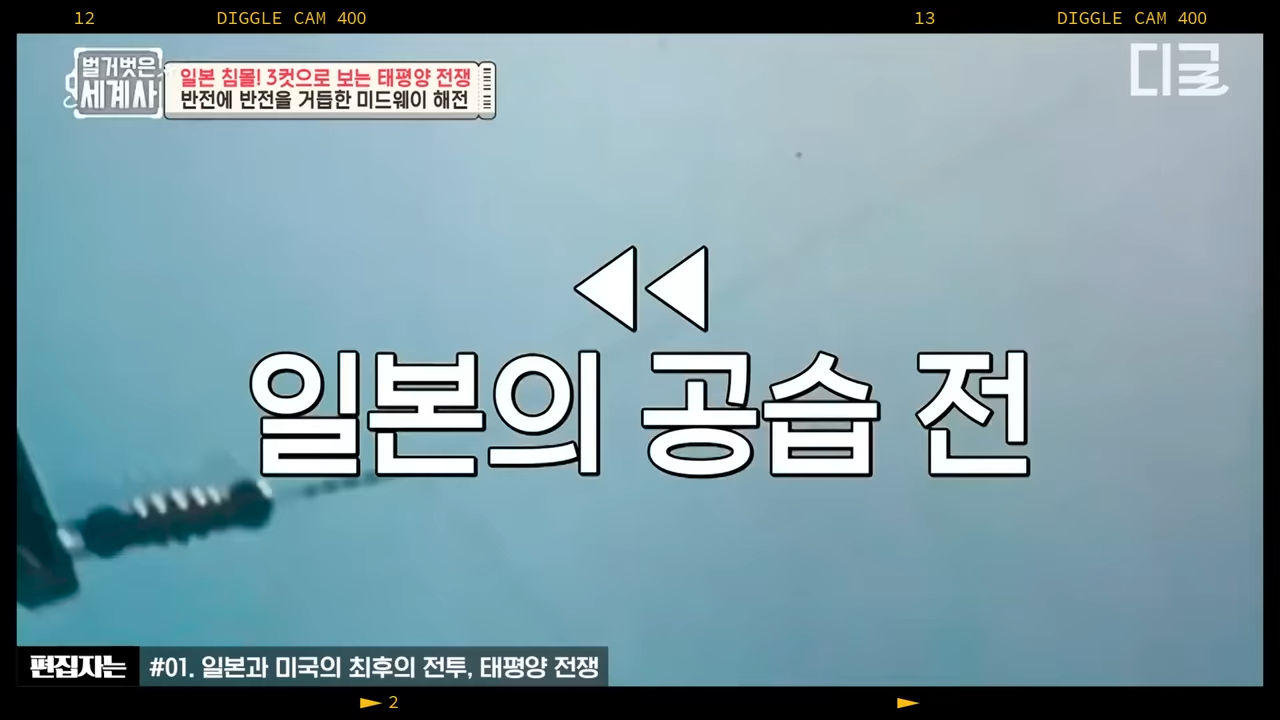 12
DIGGLE CAM 400
13
DIGGLE CAM 400
벌거벗은
세계사
일본 침몰! 3컷으로 보는 태평양 전쟁
반전에 반전을 거듭한 미드웨이 해전
디글
일본의 공습 전
편집자는
#01. 일본과 미국의 최후의 전투, 태평양 전쟁
2